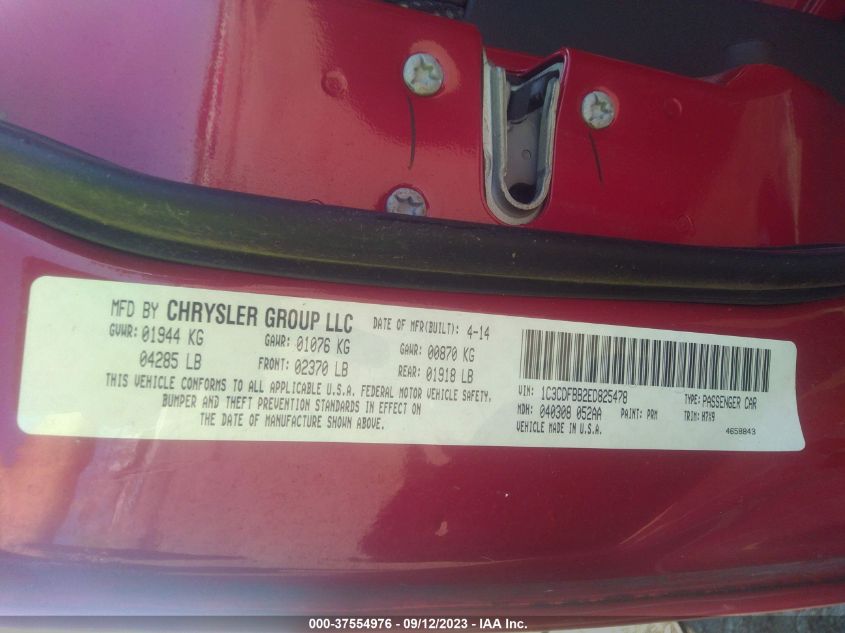 MFD BY CHRYSLER GROUP LLC DATE OF MFR(BUILT): 4-14
GVWR: 01944 KG GAWR: 01076 KG GAWR: 00870 KG
04285 LB FRONT: 02370 LB REAR: 01918 LB
THIS VEHICLE CONFORMS TO ALL APPLICABLE U.S.A. FEDERAL MOTOR VEHICLE SAFETY,
BUMPER AND THEFT PREVENTION STANDARDS IN EFFECT ON
THE DATE OF MANUFACTURE SHOWN ABOVE.
VIN: 1C3CDFBB2ED825478 TYPE: PASSENGER CAR
MDH: 040308 052AA PAINT: PRM TRIM: H7X9
VEHICLE MADE IN U.S.A. 4658843
000-37554976 - 09/12/2023 - IAA Inc.